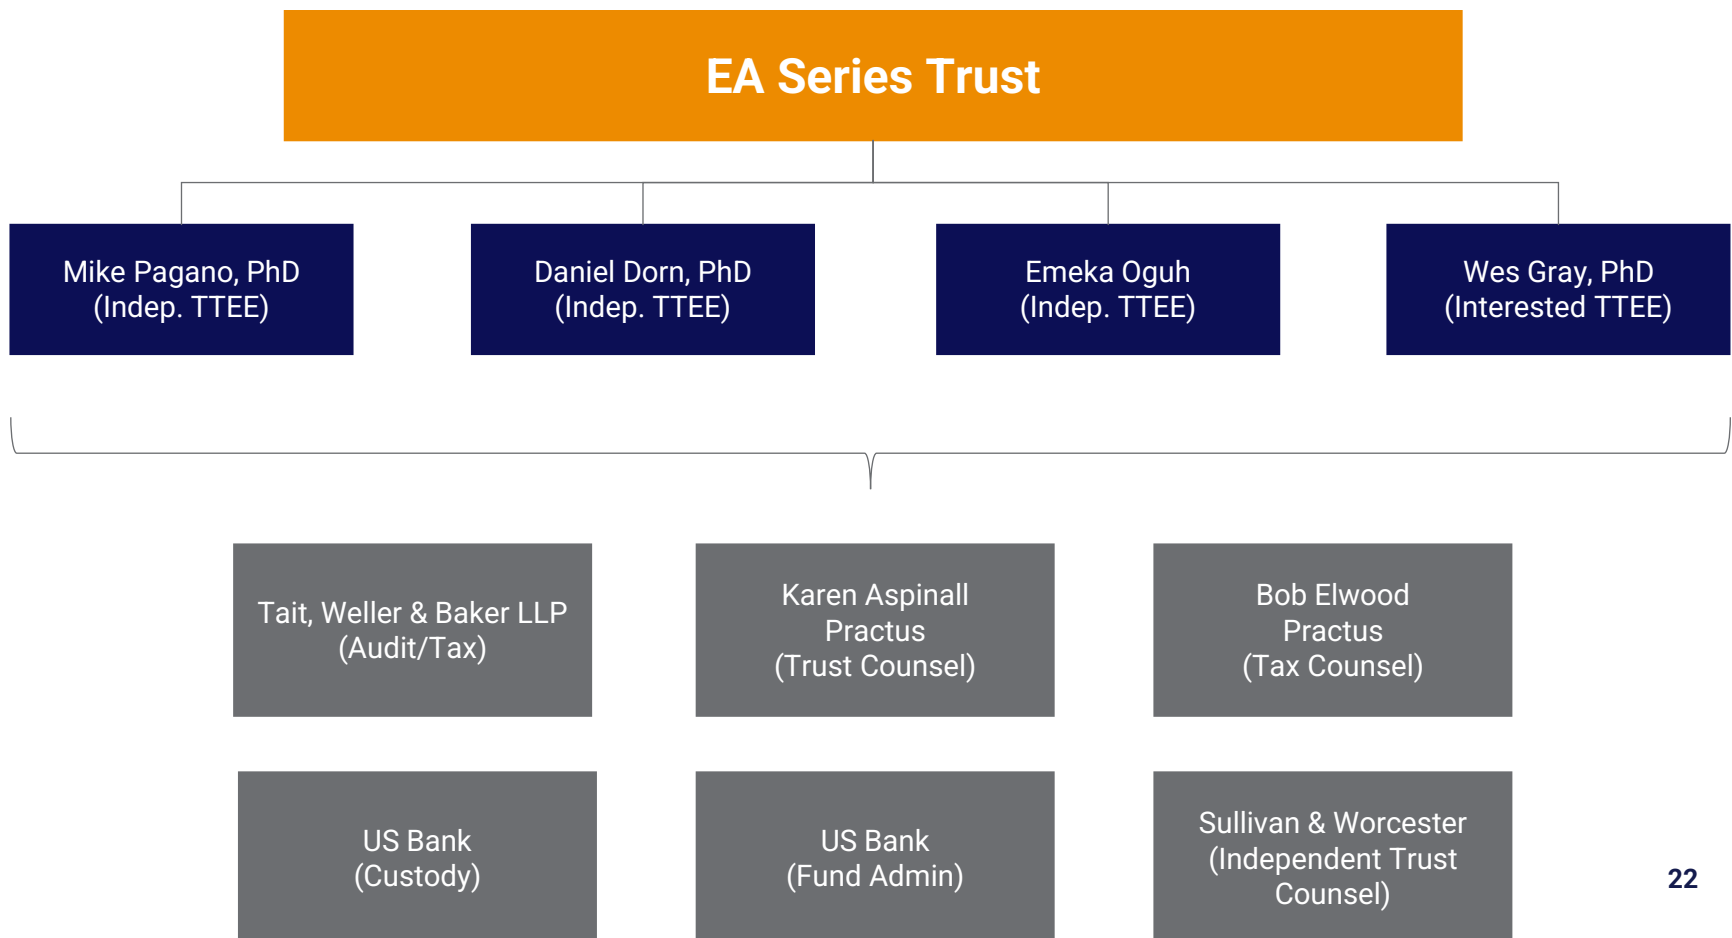 EA Series Trust
Mike Pagano, PhD
(Indep. TTEE)
Daniel Dorn, PhD
(Indep. TTEE)
Emeka Oguh
(Indep. TTEE)
Wes Gray, PhD
(Interested TTEE)
Tait, Weller & Baker LLP
(Audit/Tax)
Karen Aspinall
Practus
(Trust Counsel)
Bob Elwood
Practus
(Tax Counsel)
US Bank
(Custody)
US Bank
(Fund Admin)
Sullivan & Worcester
(Independent Trust
Counsel)
22